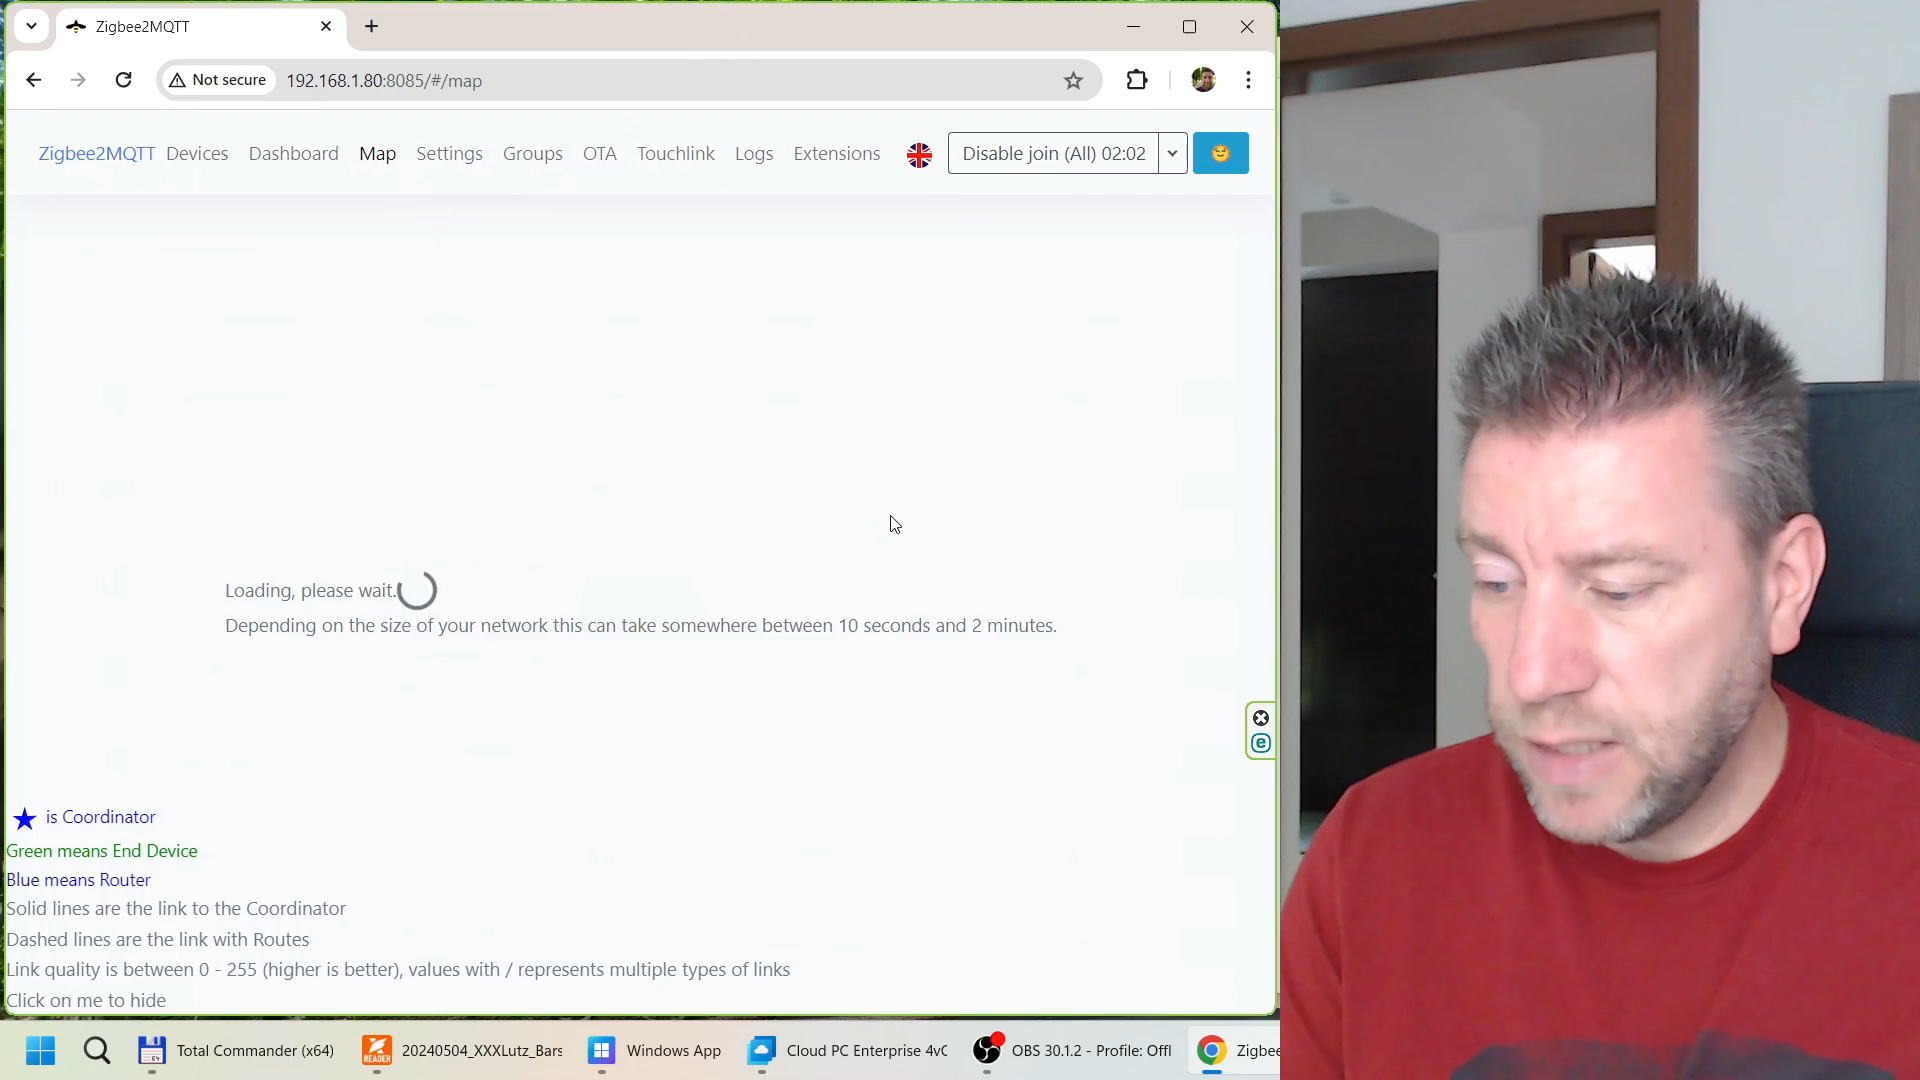 Zigbee2MQTT
Not secure 192.168.1.80:8085/#/map
Zigbee2MQTT Devices Dashboard Map Settings Groups OTA Touchlink Logs Extensions Disable join (All) 02:02
Loading, please wait.
Depending on the size of your network this can take somewhere between 10 seconds and 2 minutes.
is Coordinator
Green means End Device
Blue means Router
Solid lines are the link to the Coordinator
Dashed lines are the link with Routes
Link quality is between 0 - 255 (higher is better), values with / represents multiple types of links
Click on me to hide
Total Commander (x64) READER 20240504_XXXLutz_Bars Windows App Cloud PC Enterprise 4vC OBS 30.1.2 - Profile: Offl Zigbee